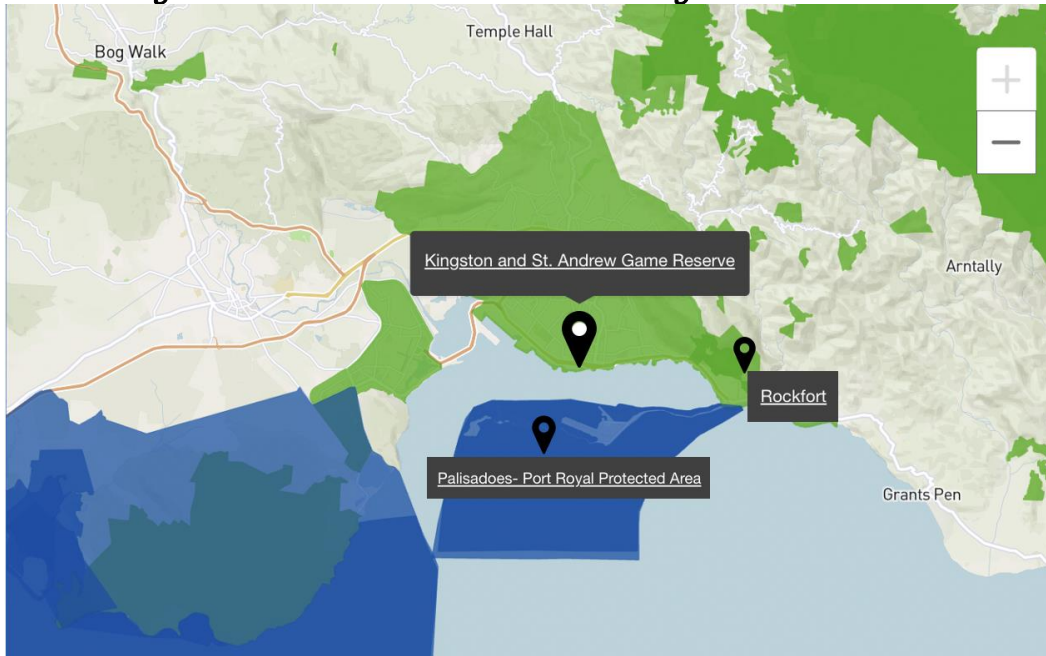 Temple Hall
Bog Walk
+
−
Kingston and St. Andrew Game Reserve
Arntally
Rockfort
Palisadoes- Port Royal Protected Area
Grants Pen